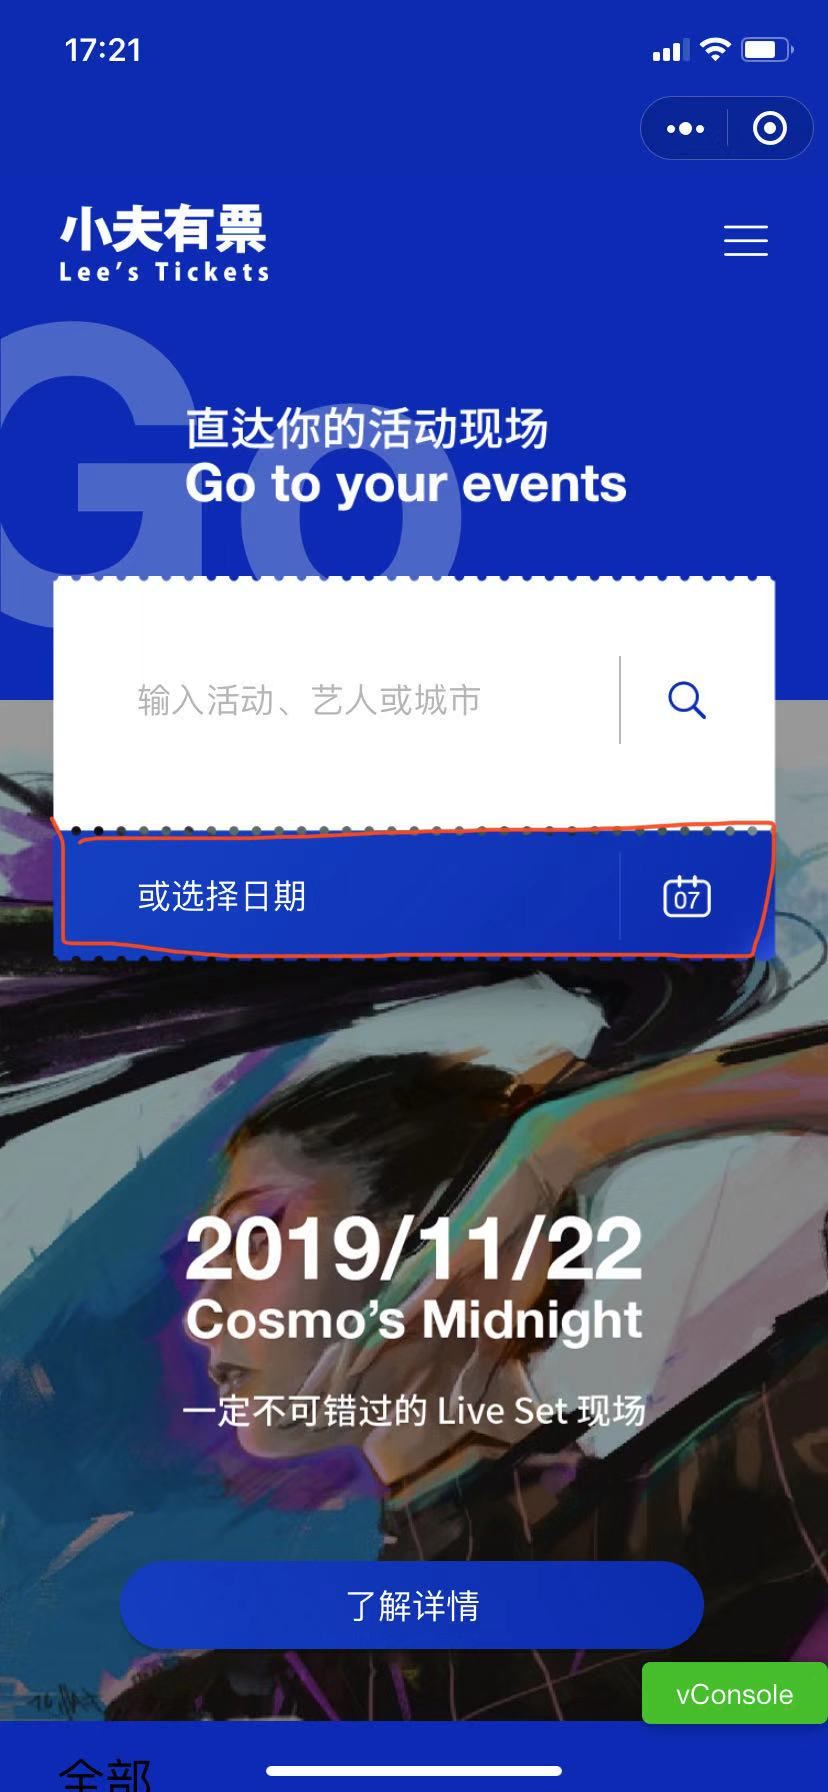 17:21
小夫有票
Lee's Tickets
Go
直达你的活动现场
Go to your events
输入活动、艺人或城市
或选择日期
07
2019/11/22
Cosmo's Midnight
一定不可错过的 Live Set 现场
了解详情
vConsole
全部